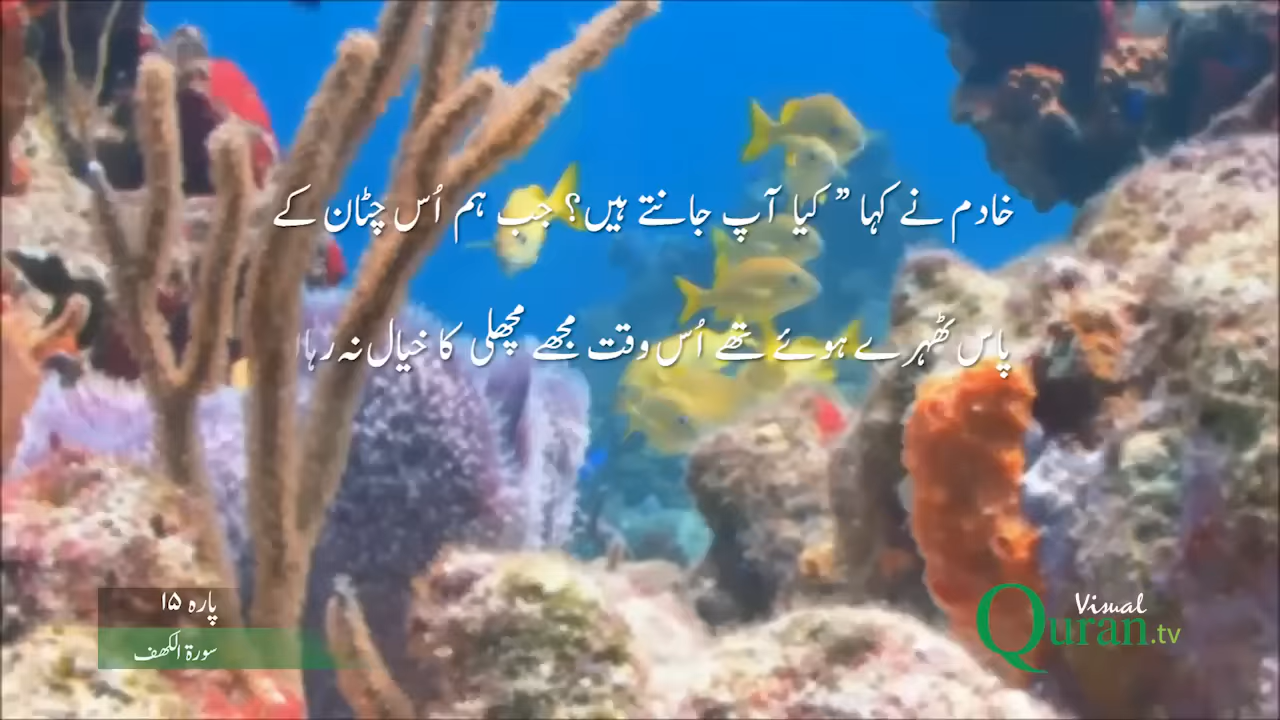 خادم نے کہا ” کیا آپ جانتے ہیں؟ جب ہم اُس چٹان کے
پاس ٹھہرے ہوئے تھے اُس وقت مجھے مچھلی کا خیال نہ رہا
پارہ ۱۵
سورۃ الکھف
Visual
Quran.tv